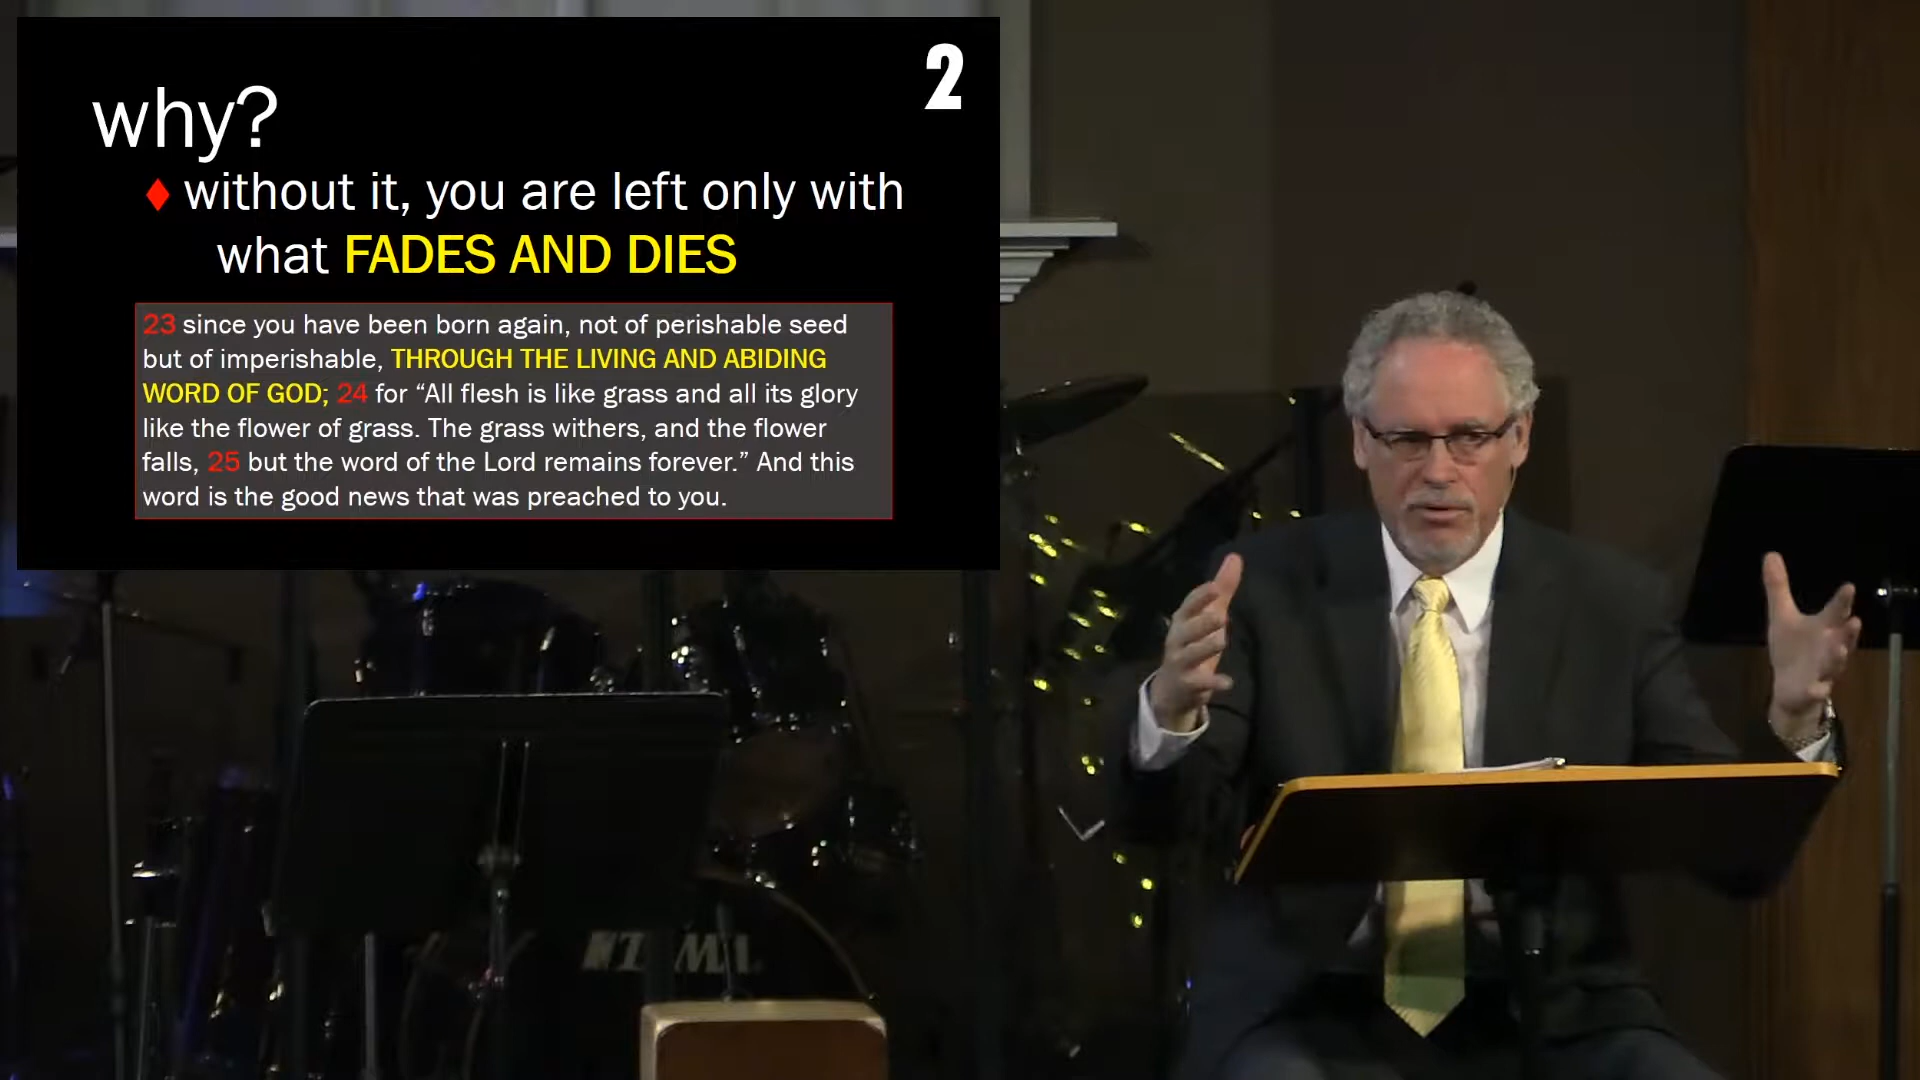 2
why?
♦ without it, you are left only with
what FADES AND DIES
23 since you have been born again, not of perishable seed
but of imperishable, THROUGH THE LIVING AND ABIDING
WORD OF GOD; 24 for “All flesh is like grass and all its glory
like the flower of grass. The grass withers, and the flower
falls, 25 but the word of the Lord remains forever.” And this
word is the good news that was preached to you.
TAMA